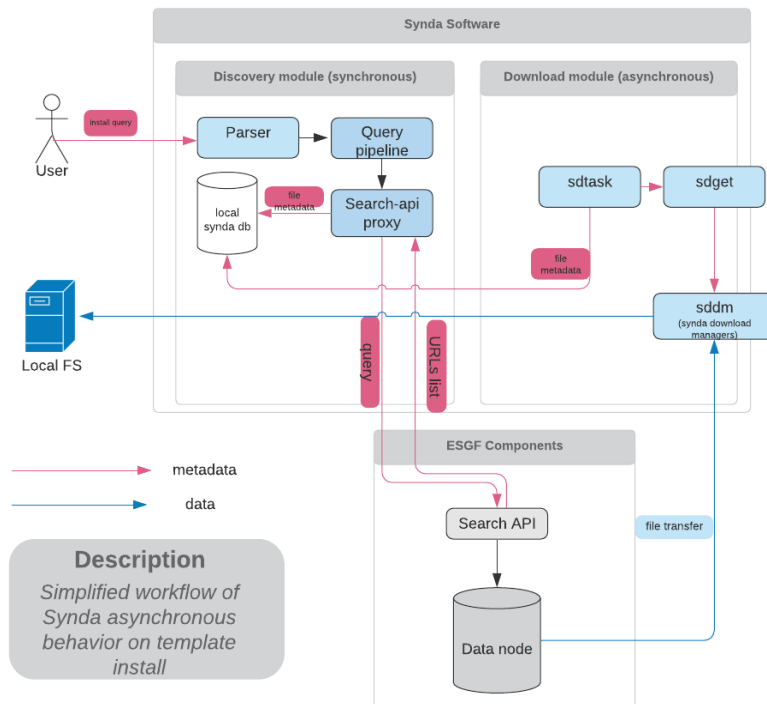 Synda Software
Discovery module (synchronous)
Download module (asynchronous)
install query
User
Parser
Query
pipeline
sdtask
sdget
local
synda db
file
metadata
Search-api
proxy
file
metadata
sddm
(synda download
managers)
Local FS
query
URLs list
ESGF Components
metadata
data
Search API
file transfer
Description
Simplified workflow of
Synda asynchronous
behavior on template
install
Data node